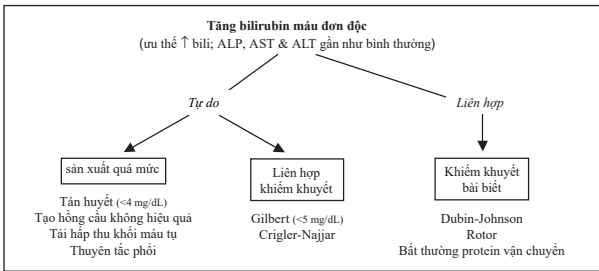 Tăng bilirubin máu đơn độc
(ưu thế ↑ bili; ALP, AST & ALT gần như bình thường)
Tự do
Liên hợp
sản xuất quá mức
Liên hợp
khiếm khuyết
Khiếm khuyết
bài biết
Tán huyết (<4 mg/dL)
Tạo hồng cầu không hiệu quả
Tái hấp thu khối máu tụ
Thuyên tắc phổi
Gilbert (<5 mg/dL)
Crigler-Najjar
Dubin-Johnson
Rotor
Bất thường protein vận chuyển